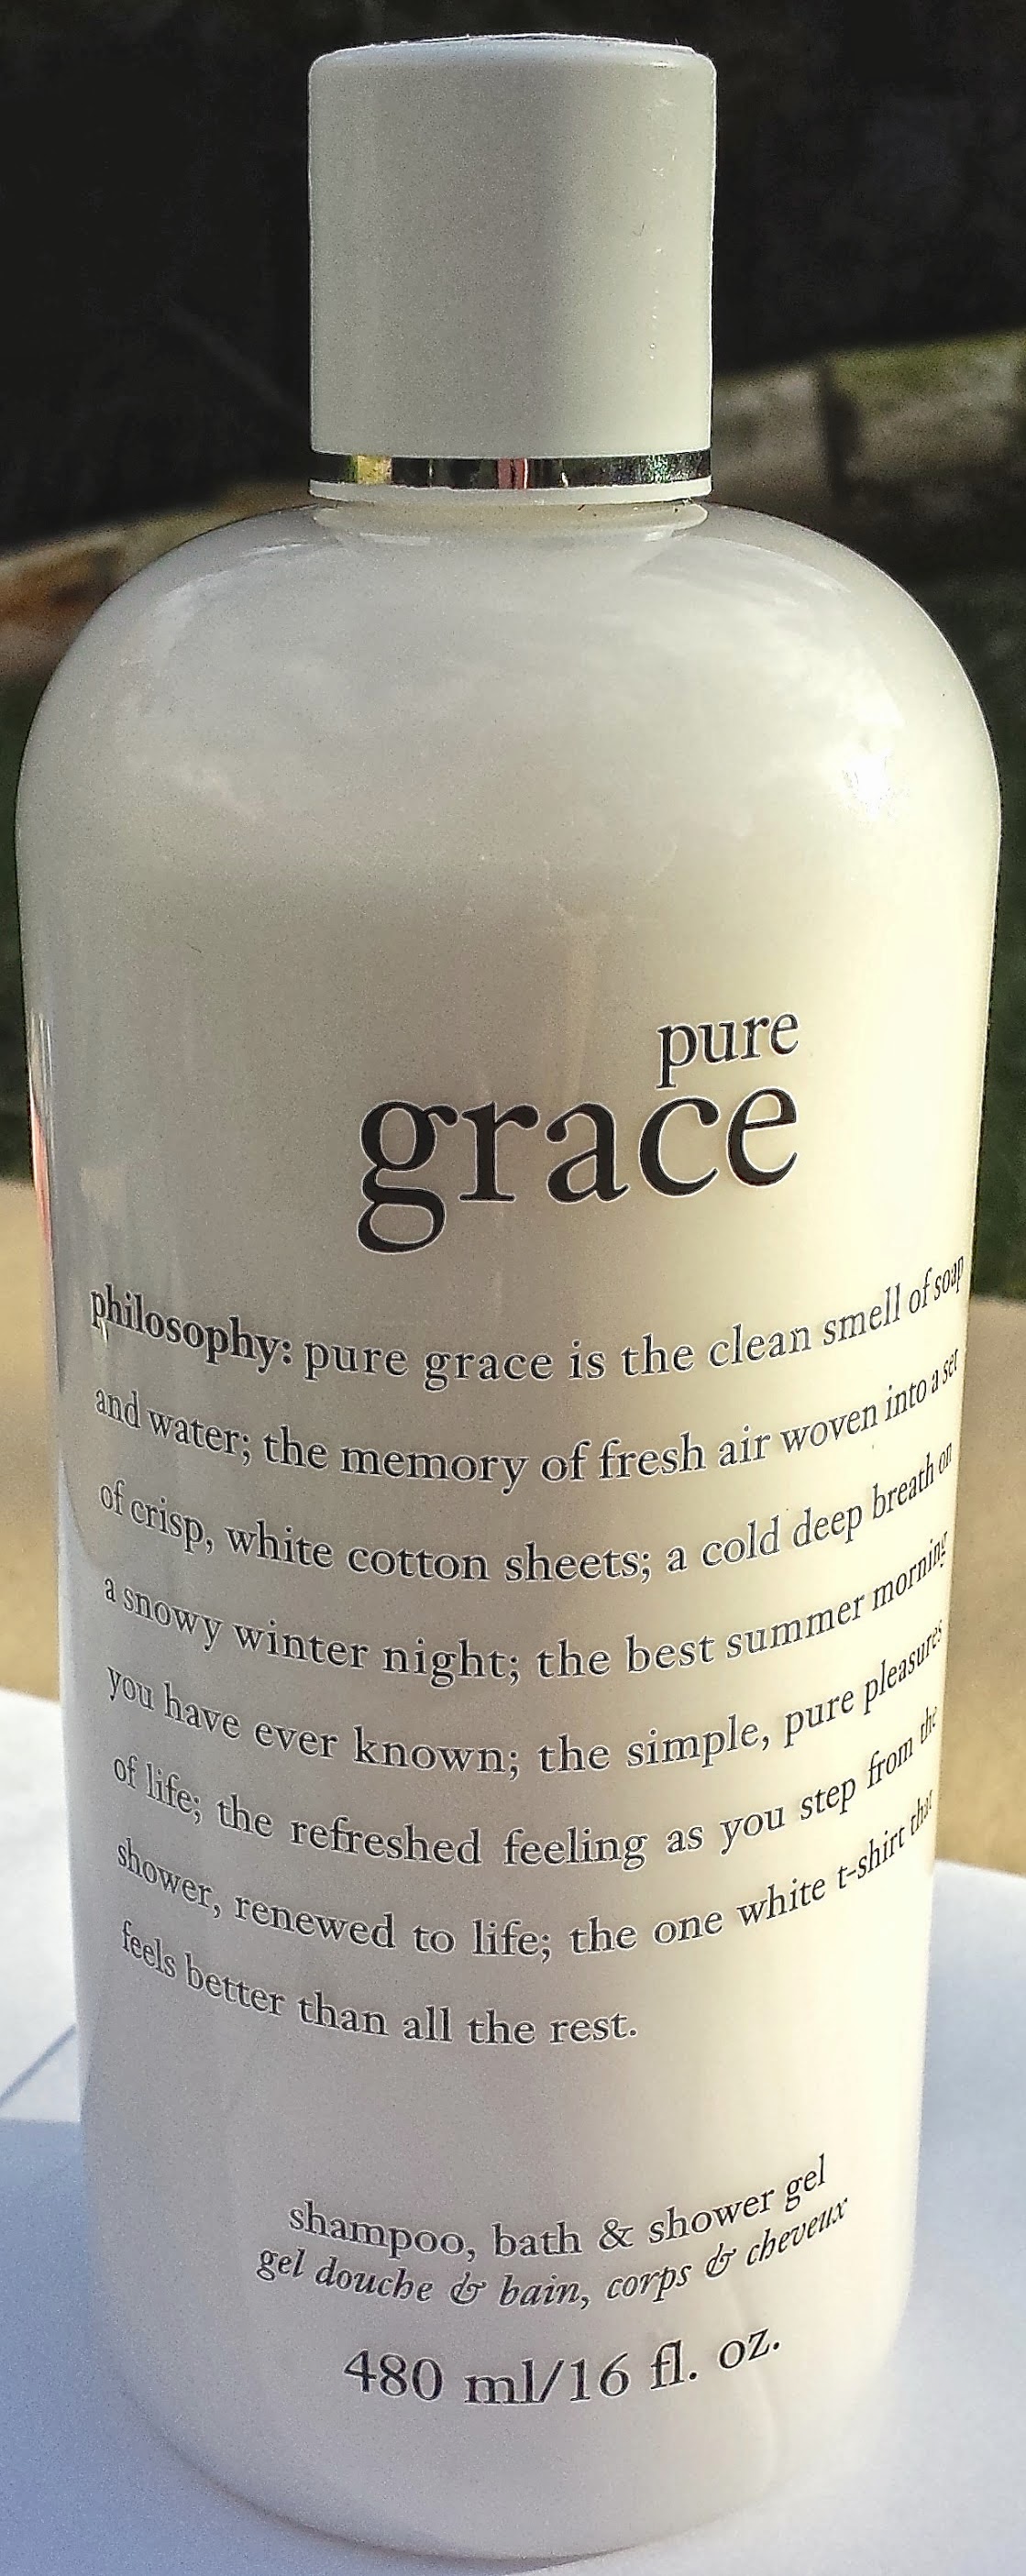 pure
grace
philosophy: pure grace is the clean smell of soap
and water; the memory of fresh air woven into a set
of crisp, white cotton sheets; a cold deep breath on
a snowy winter night; the best summer morning
you have ever known; the simple, pure pleasures
of life; the refreshed feeling as you step from the
shower, renewed to life; the one white t-shirt that
feels better than all the rest.
shampoo, bath & shower gel
gel douche & bain, corps & cheveux
480 ml/16 fl. oz.